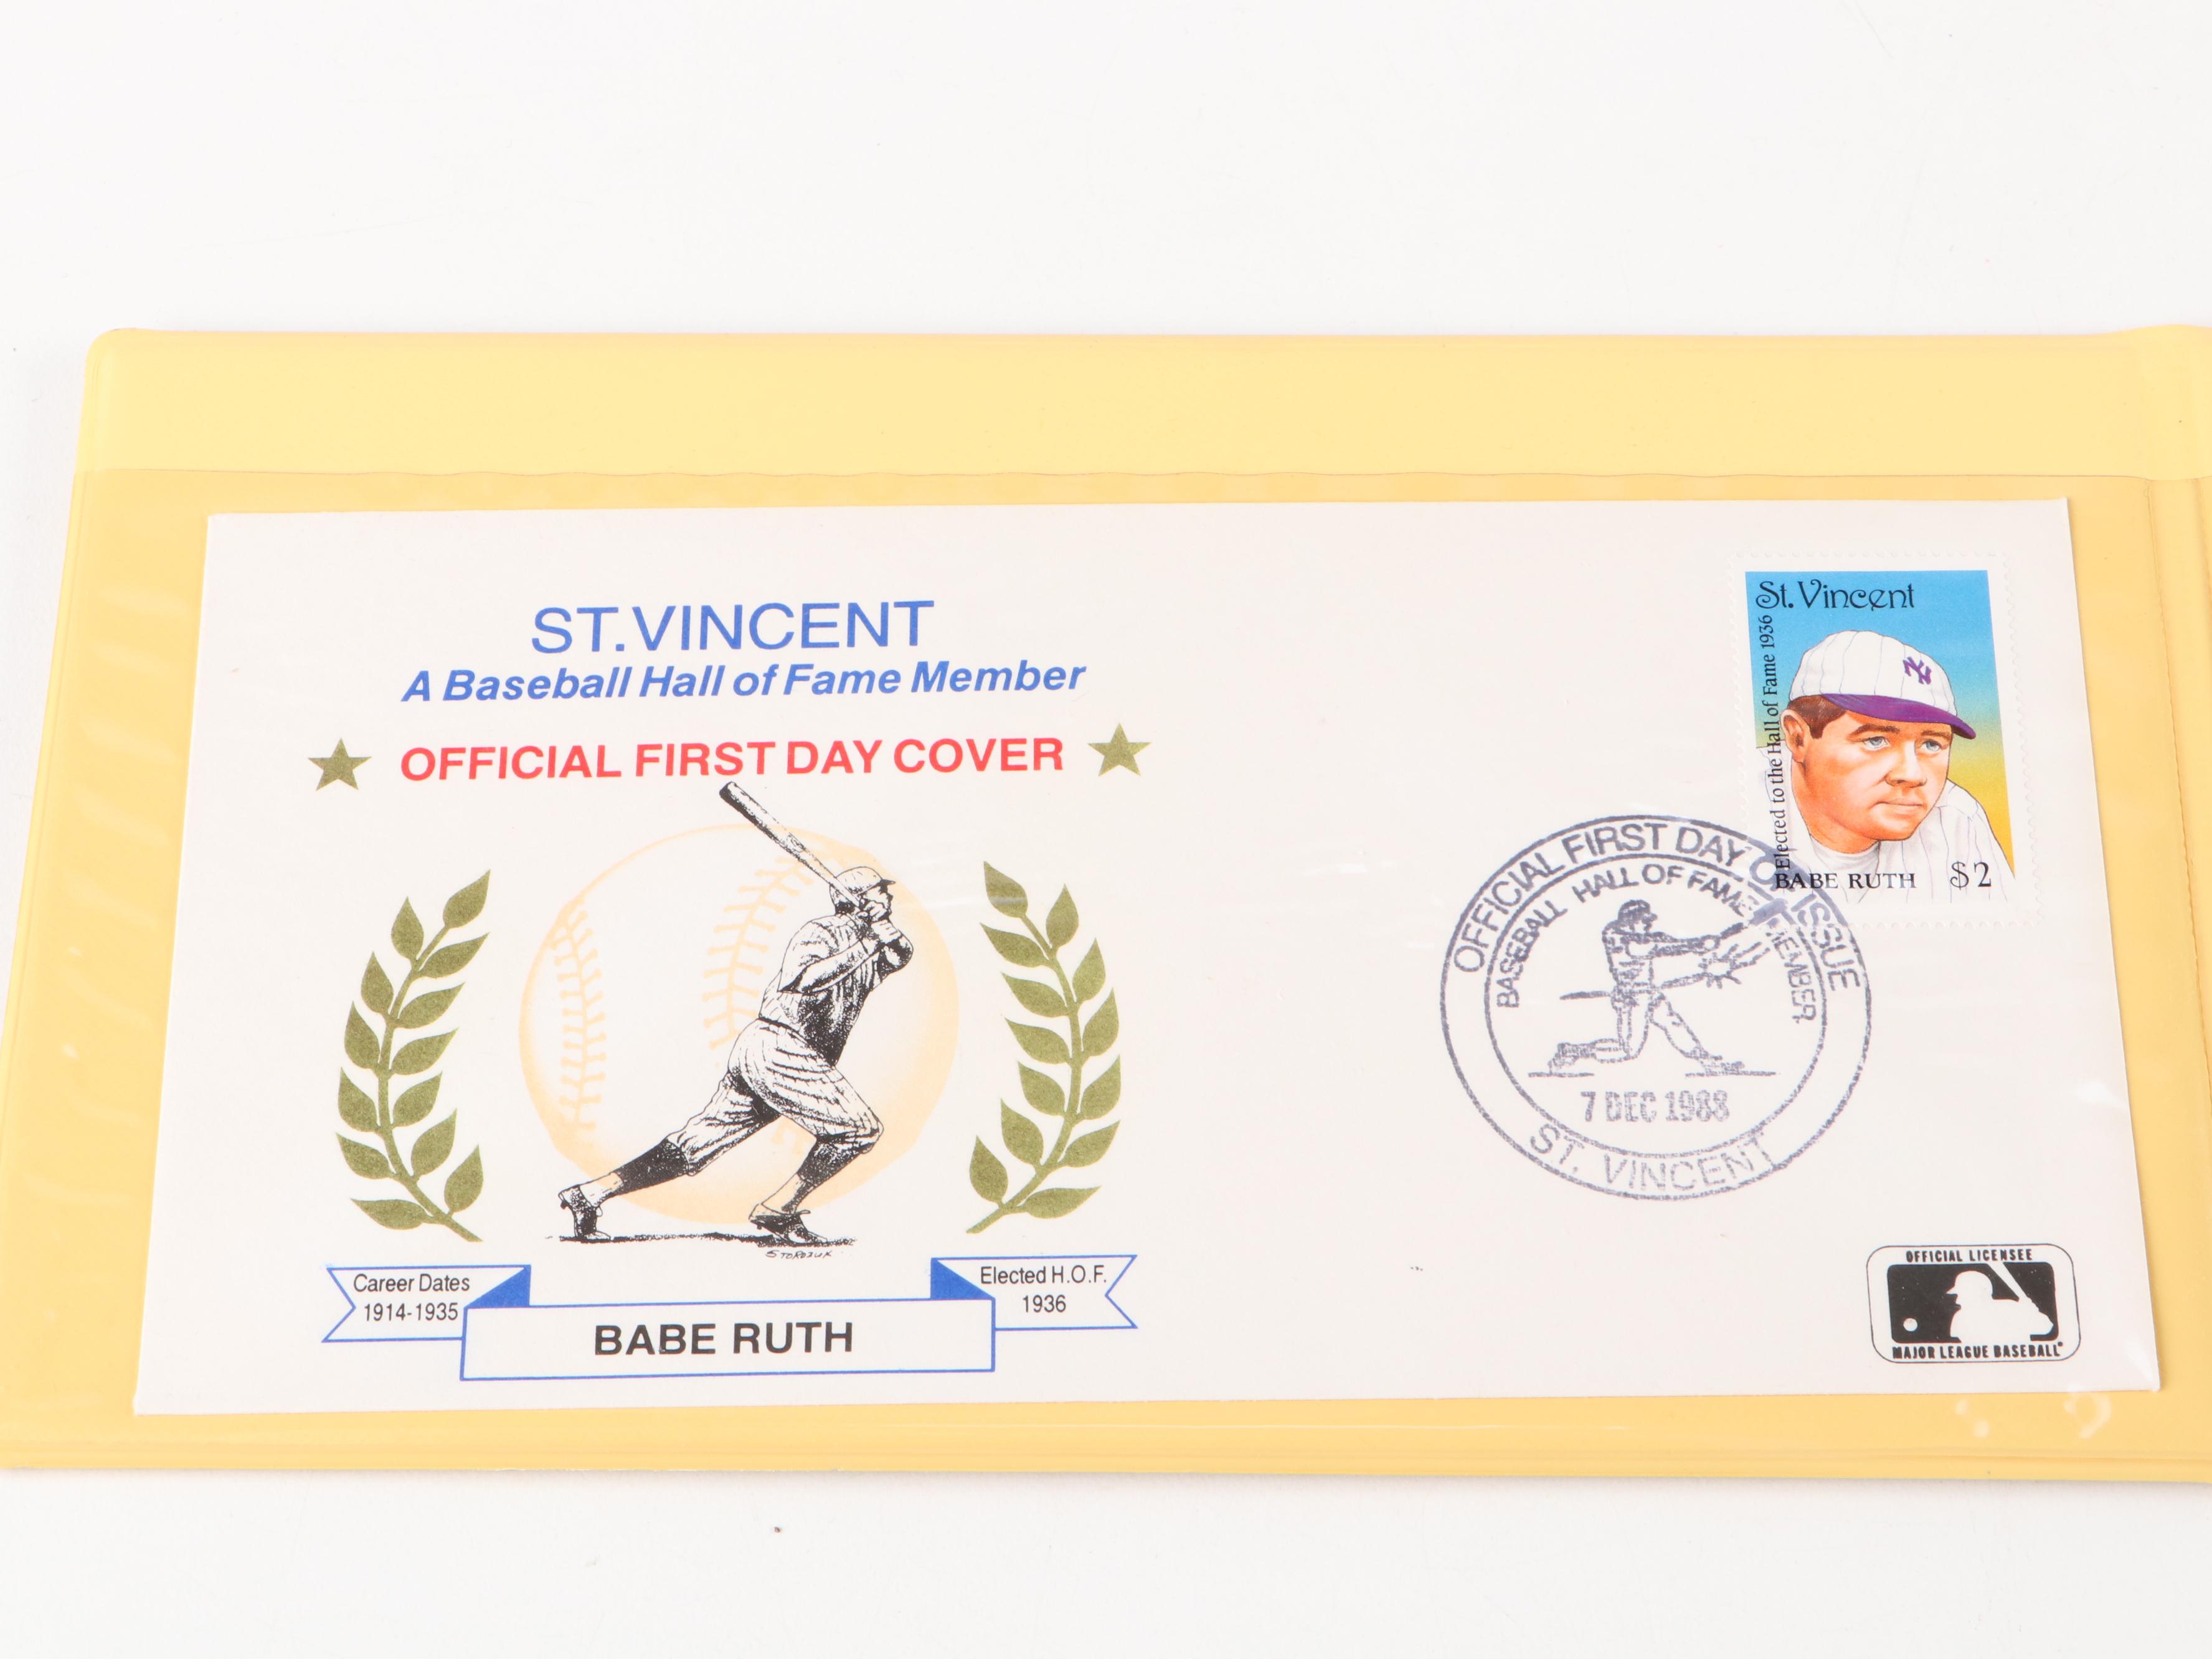 ST.VINCENT
A Baseball Hall of Fame Member
OFFICIAL FIRST DAY COVER
Career Dates
1914-1935
Elected H.O.F.
1936
BABE RUTH
St. Vincent
Elected to the Hall of Fame 1936
BABE RUTH $2
OFFICIAL FIRST DAY OF ISSUE
BASEBALL HALL OF FAME MEMBER
7 DEC 1988
ST. VINCENT
OFFICIAL LICENSEE
MAJOR LEAGUE BASEBALL